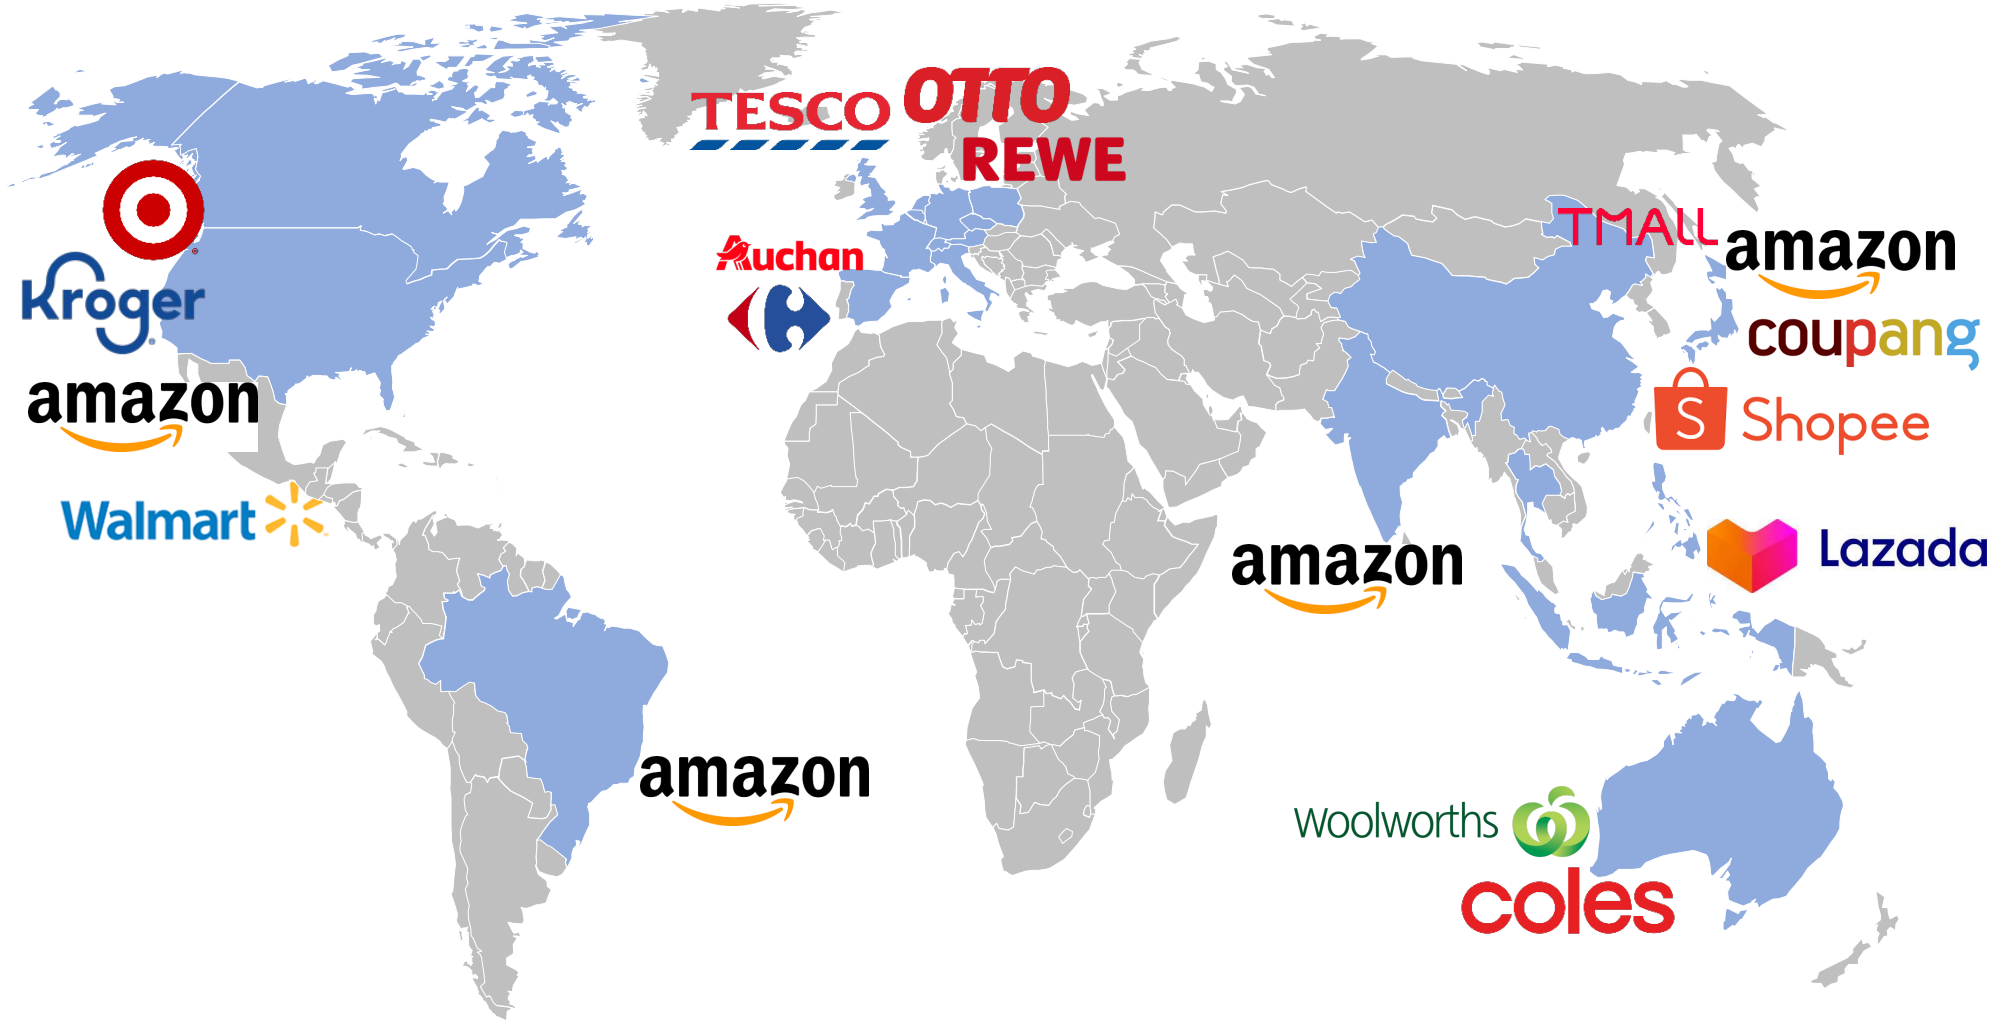 TESCO
OTTO
REWE
Kroger
amazon
Walmart
Auchan
TMALL
amazon
coupang
S Shopee
Lazada
amazon
amazon
Woolworths
coles